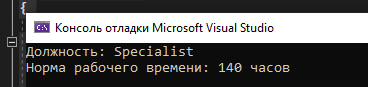 {
Консоль отладки Microsoft Visual Studio
Должность: Specialist
Норма рабочего времени: 140 часов